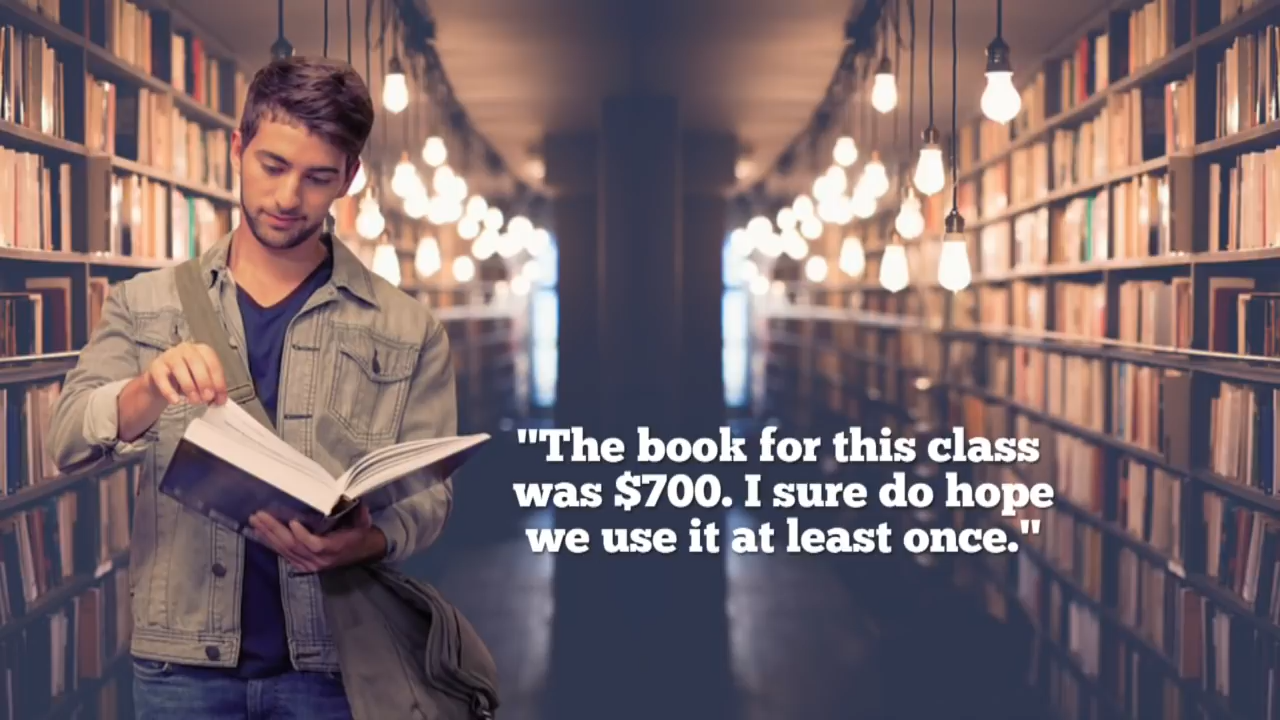 "The book for this class
was $700. I sure do hope
we use it at least once."